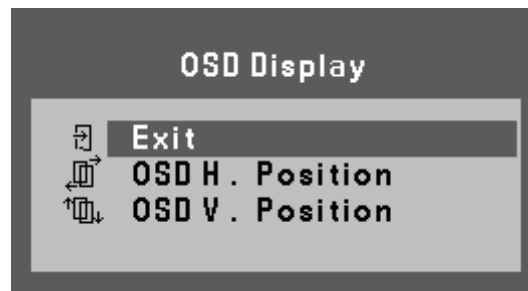 OSD Display
Exit
OSD H . Position
OSD V . Position